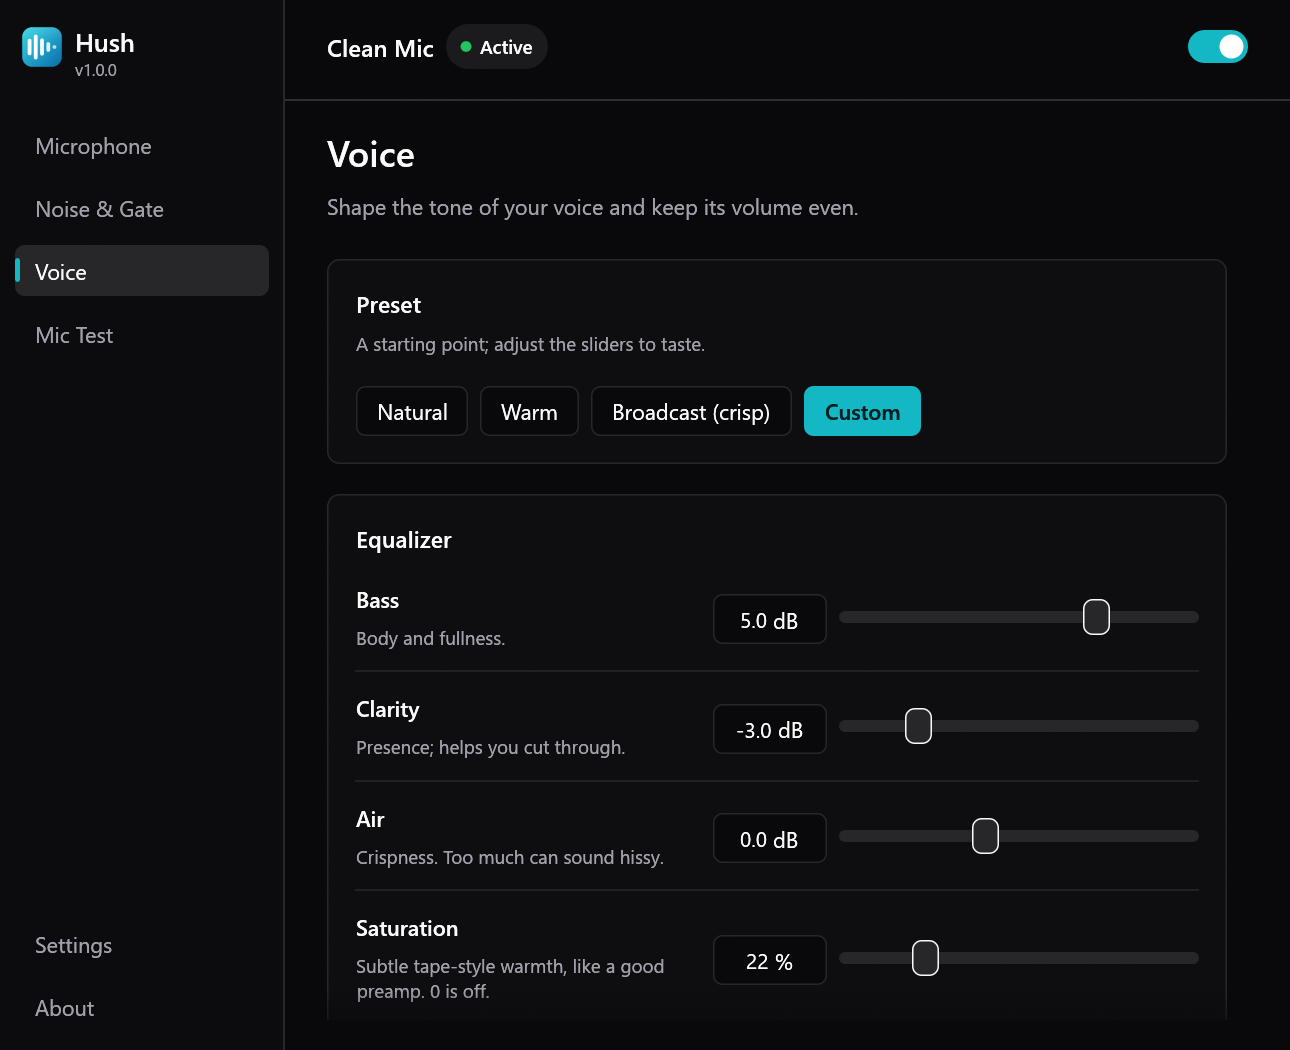 Hush
v1.0.0
Microphone
Noise & Gate
Voice
Mic Test
Settings
About
Clean Mic
Active
Voice
Shape the tone of your voice and keep its volume even.
Preset
A starting point; adjust the sliders to taste.
Natural
Warm
Broadcast (crisp)
Custom
Equalizer
Bass
Body and fullness.
5.0 dB
Clarity
Presence; helps you cut through.
-3.0 dB
Air
Crispness. Too much can sound hissy.
0.0 dB
Saturation
Subtle tape-style warmth, like a good
preamp. 0 is off.
22 %